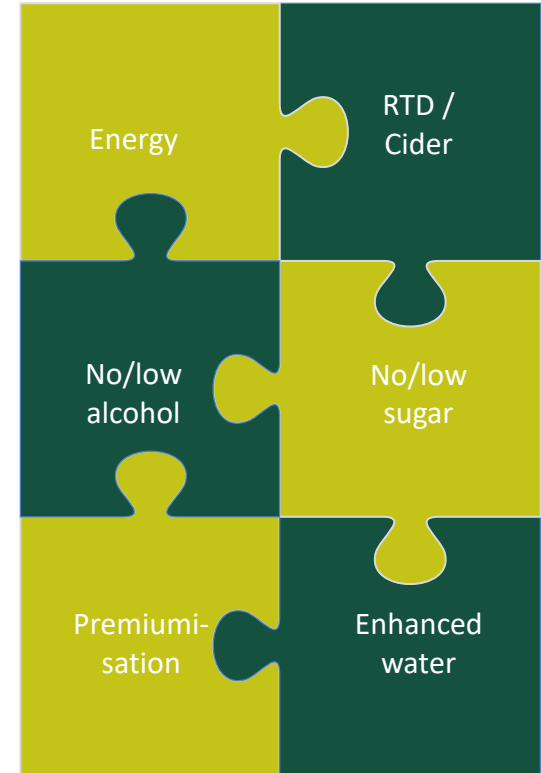 Energy
RTD /
Cider
No/low
alcohol
No/low
sugar
Premiumi-
sation
Enhanced
water